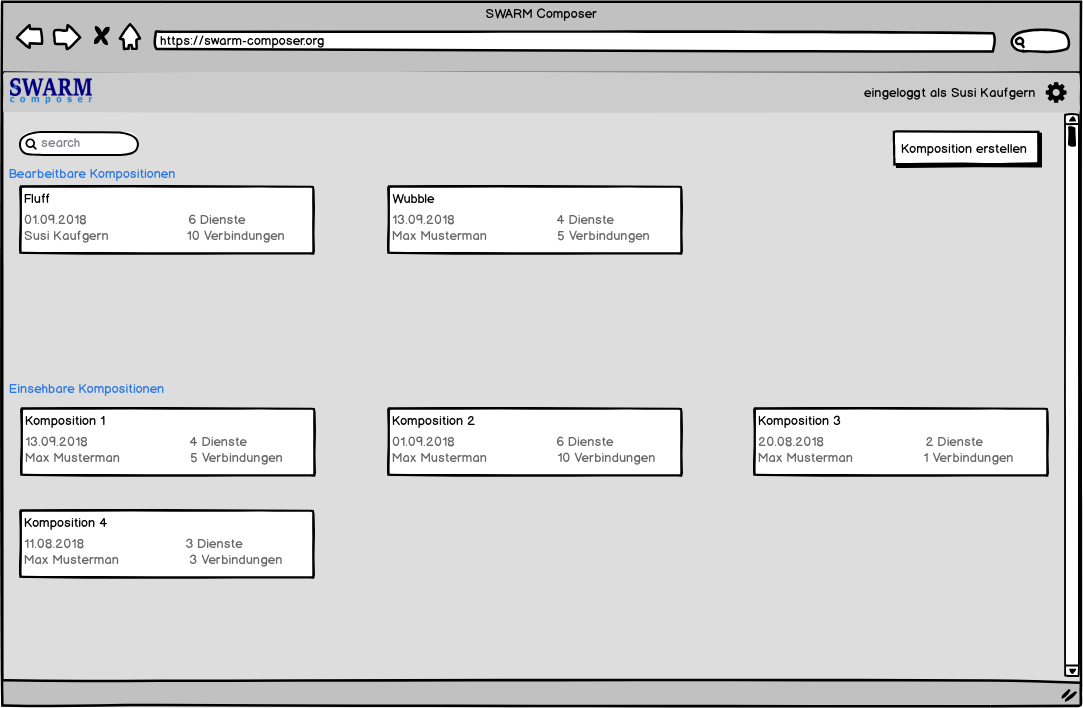 SWARM Composer
https://swarm-composer.org
SWARM
composer
eingeloggt als Susi Kaufgern
search
Komposition erstellen
Bearbeitbare Kompositionen
Fluff
01.09.2018 6 Dienste
Susi Kaufgern 10 Verbindungen
Wubble
13.09.2018 4 Dienste
Max Musterman 5 Verbindungen
Einsehbare Kompositionen
Komposition 1
13.09.2018 4 Dienste
Max Musterman 5 Verbindungen
Komposition 2
01.09.2018 6 Dienste
Max Musterman 10 Verbindungen
Komposition 3
20.08.2018 2 Dienste
Max Musterman 1 Verbindungen
Komposition 4
11.08.2018 3 Dienste
Max Musterman 3 Verbindungen